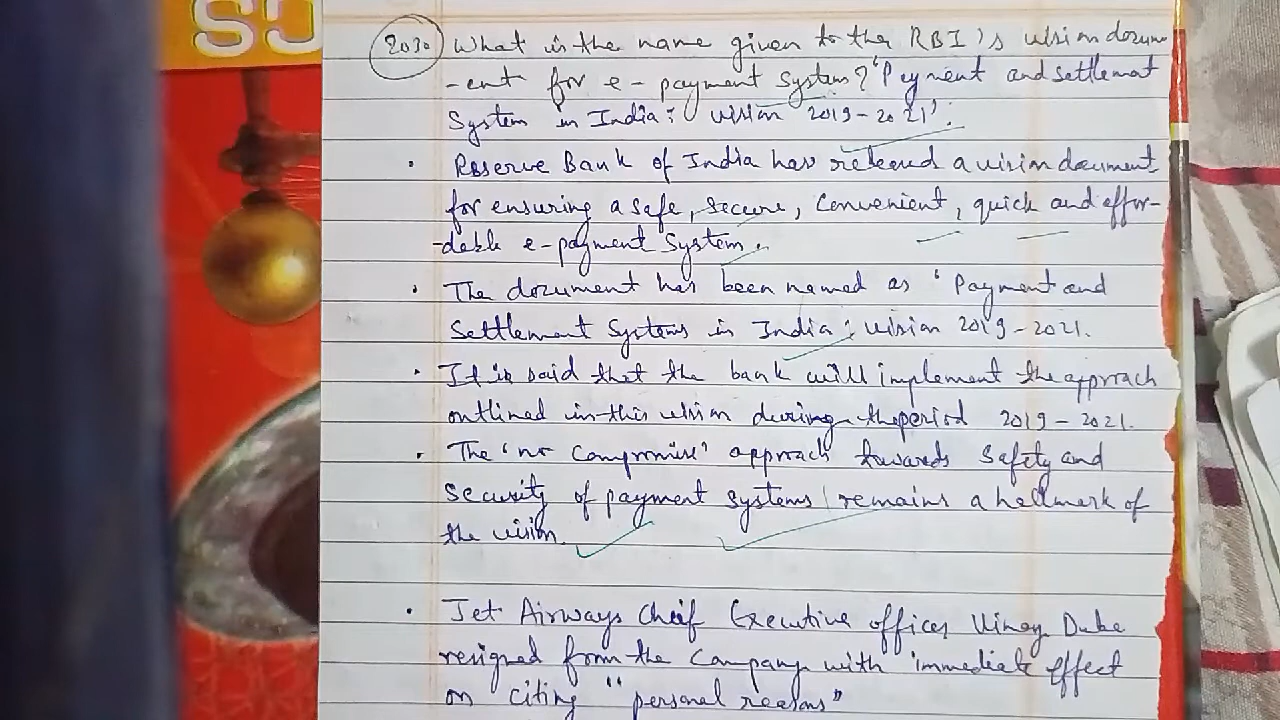 SJ
2030 What is the name given to the RBI's vision docum
-ent for e-payment system? 'Peyment and settlemet
System in India: vision 2019-2021'.
• Reserve Bank of India has releasd a vision document
for ensuring a safe, secure, convenient, quick and affor-
-dable e-payment system.
• The document has been named as 'Payment and
Settlement Systems in India: vision 2019-2021.
• It is said that the bank will implement the approach
outlined in this vision during the period 2019-2021.
• The 'no compromise' approach towards safety and
security of payment systems remains a hallmark of
the vision.
• Jet Airways Chief Executive officer Vinay Dube
resigned from the company with immediate effect
on citing "personal reasons"